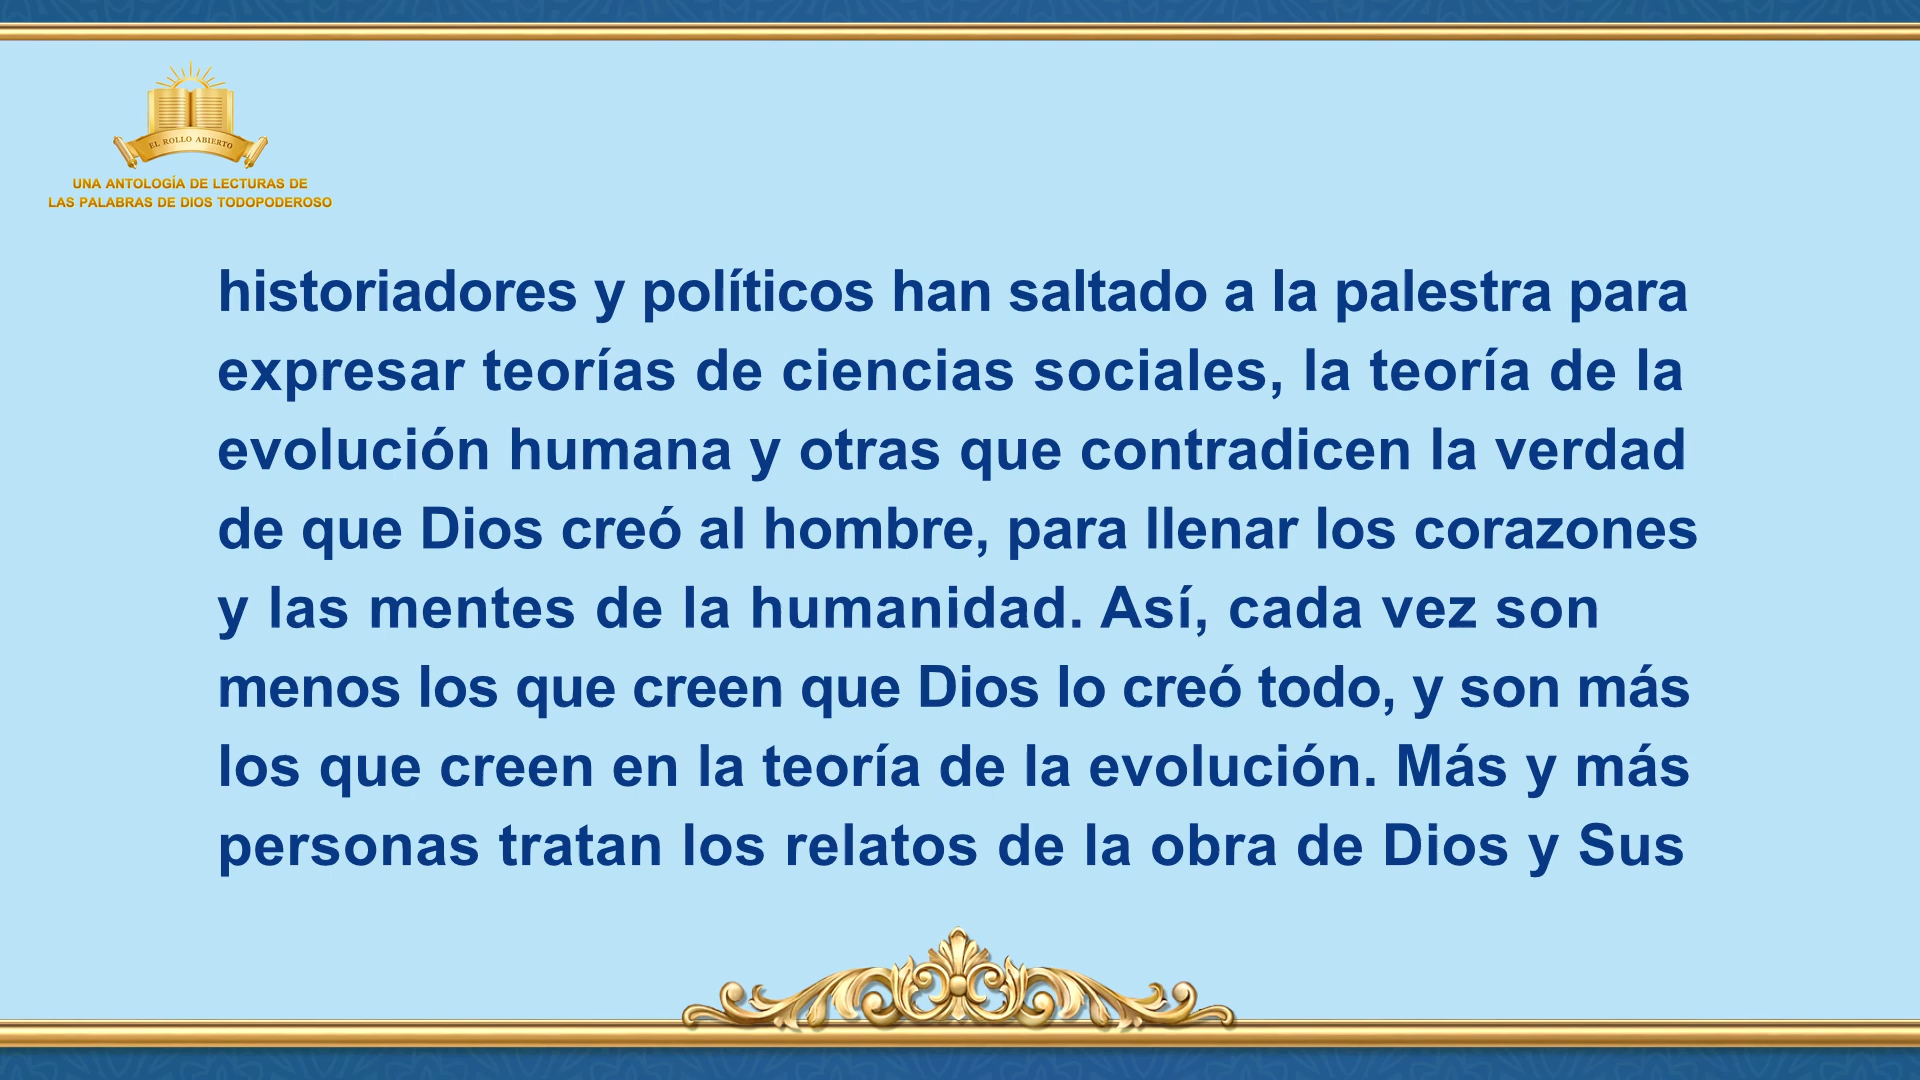 EL ROLLO ABIERTO
UNA ANTOLOGÍA DE LECTURAS DE
LAS PALABRAS DE DIOS TODOPODEROSO
historiadores y políticos han saltado a la palestra para
expresar teorías de ciencias sociales, la teoría de la
evolución humana y otras que contradicen la verdad
de que Dios creó al hombre, para llenar los corazones
y las mentes de la humanidad. Así, cada vez son
menos los que creen que Dios lo creó todo, y son más
los que creen en la teoría de la evolución. Más y más
personas tratan los relatos de la obra de Dios y Sus